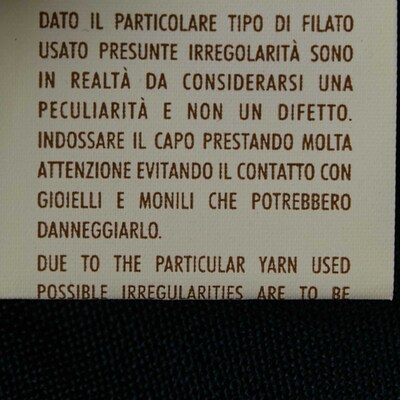 DATO IL PARTICOLARE TIPO DI FILATO
USATO PRESUNTE IRREGOLARITÀ SONO
IN REALTÀ DA CONSIDERARSI UNA
PECULIARITÀ E NON UN DIFETTO.
INDOSSARE IL CAPO PRESTANDO MOLTA
ATTENZIONE EVITANDO IL CONTATTO CON
GIOIELLI E MONILI CHE POTREBBERO
DANNEGGIARLO.
DUE TO THE PARTICULAR YARN USED
POSSIBLE IRREGULARITIES ARE TO BE